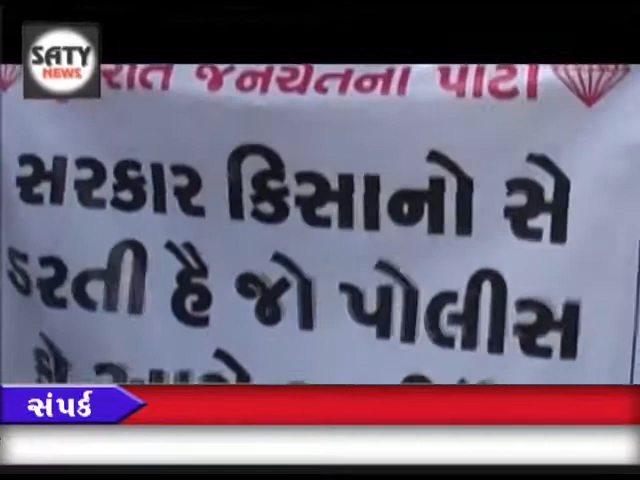 SATY
NEWS
જનચેતના પાર્ટી
સરકાર કિસાનો સે
ડરતી હૈ જો પોલીસ
સંપર્ક